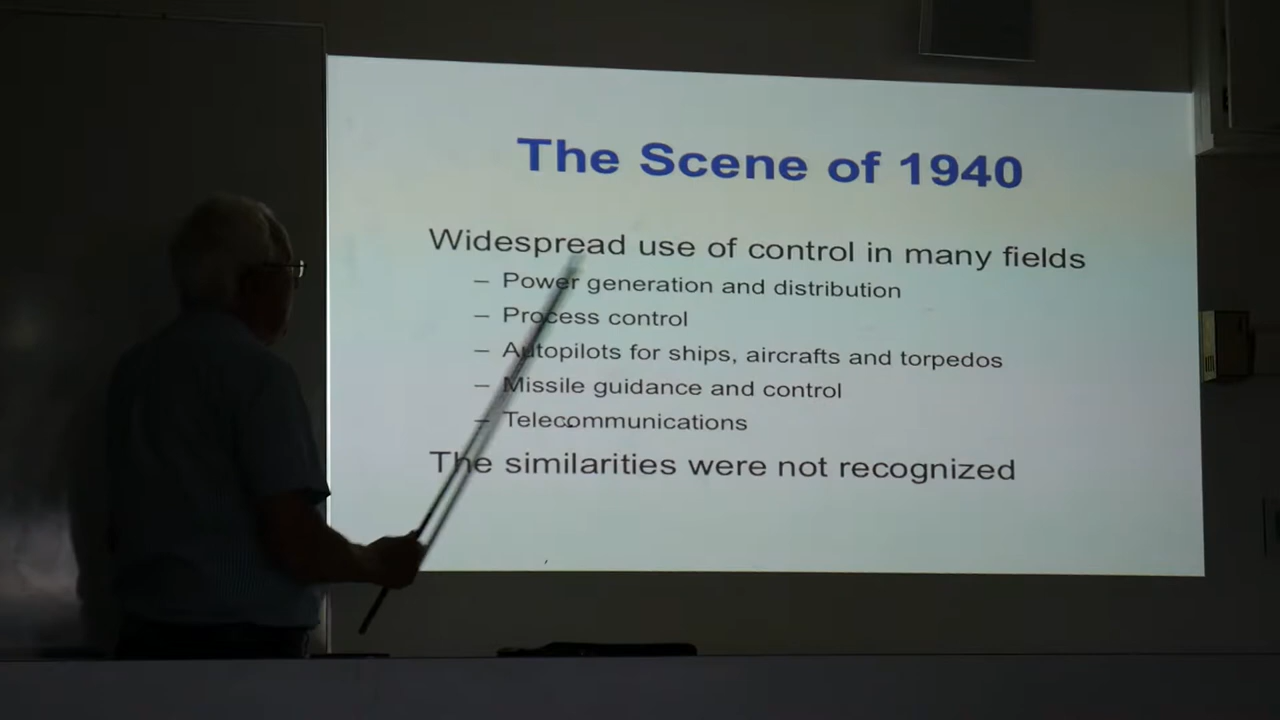 The Scene of 1940
Widespread use of control in many fields
– Power generation and distribution
– Process control
– Autopilots for ships, aircrafts and torpedos
– Missile guidance and control
– Telecommunications
The similarities were not recognized